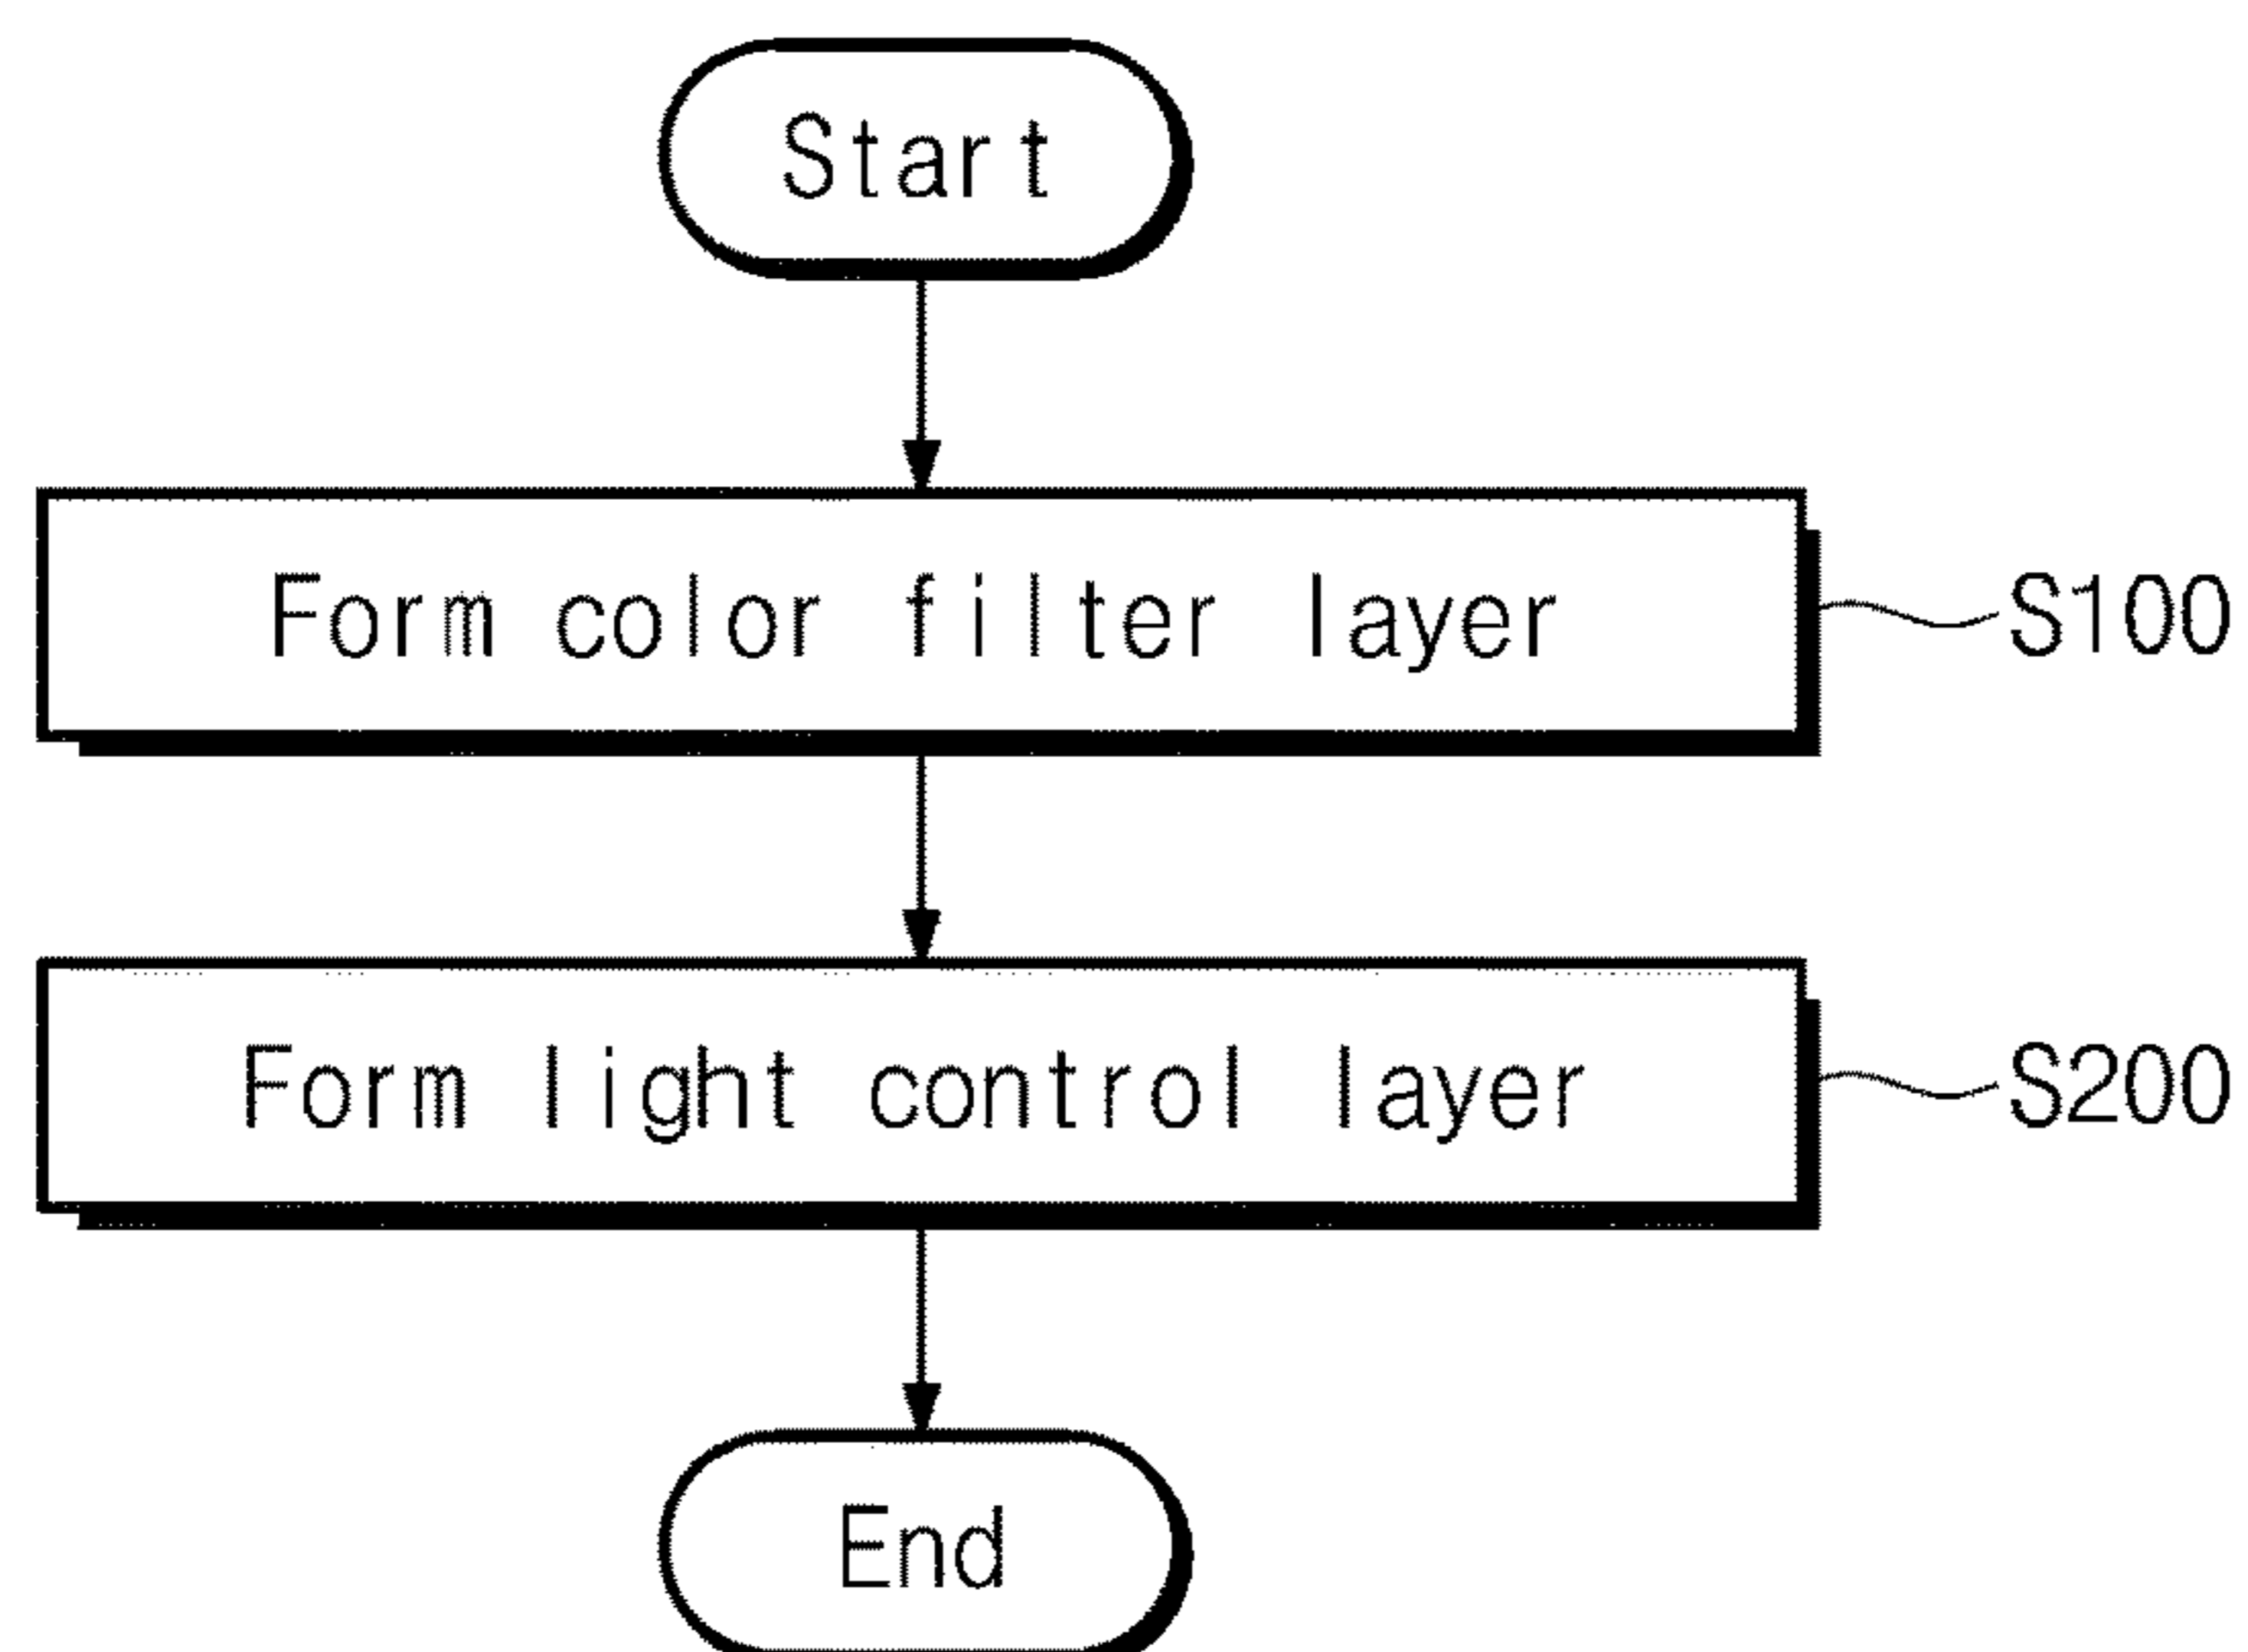 Start
Form color filter layer
S100
Form light control layer
S200
End